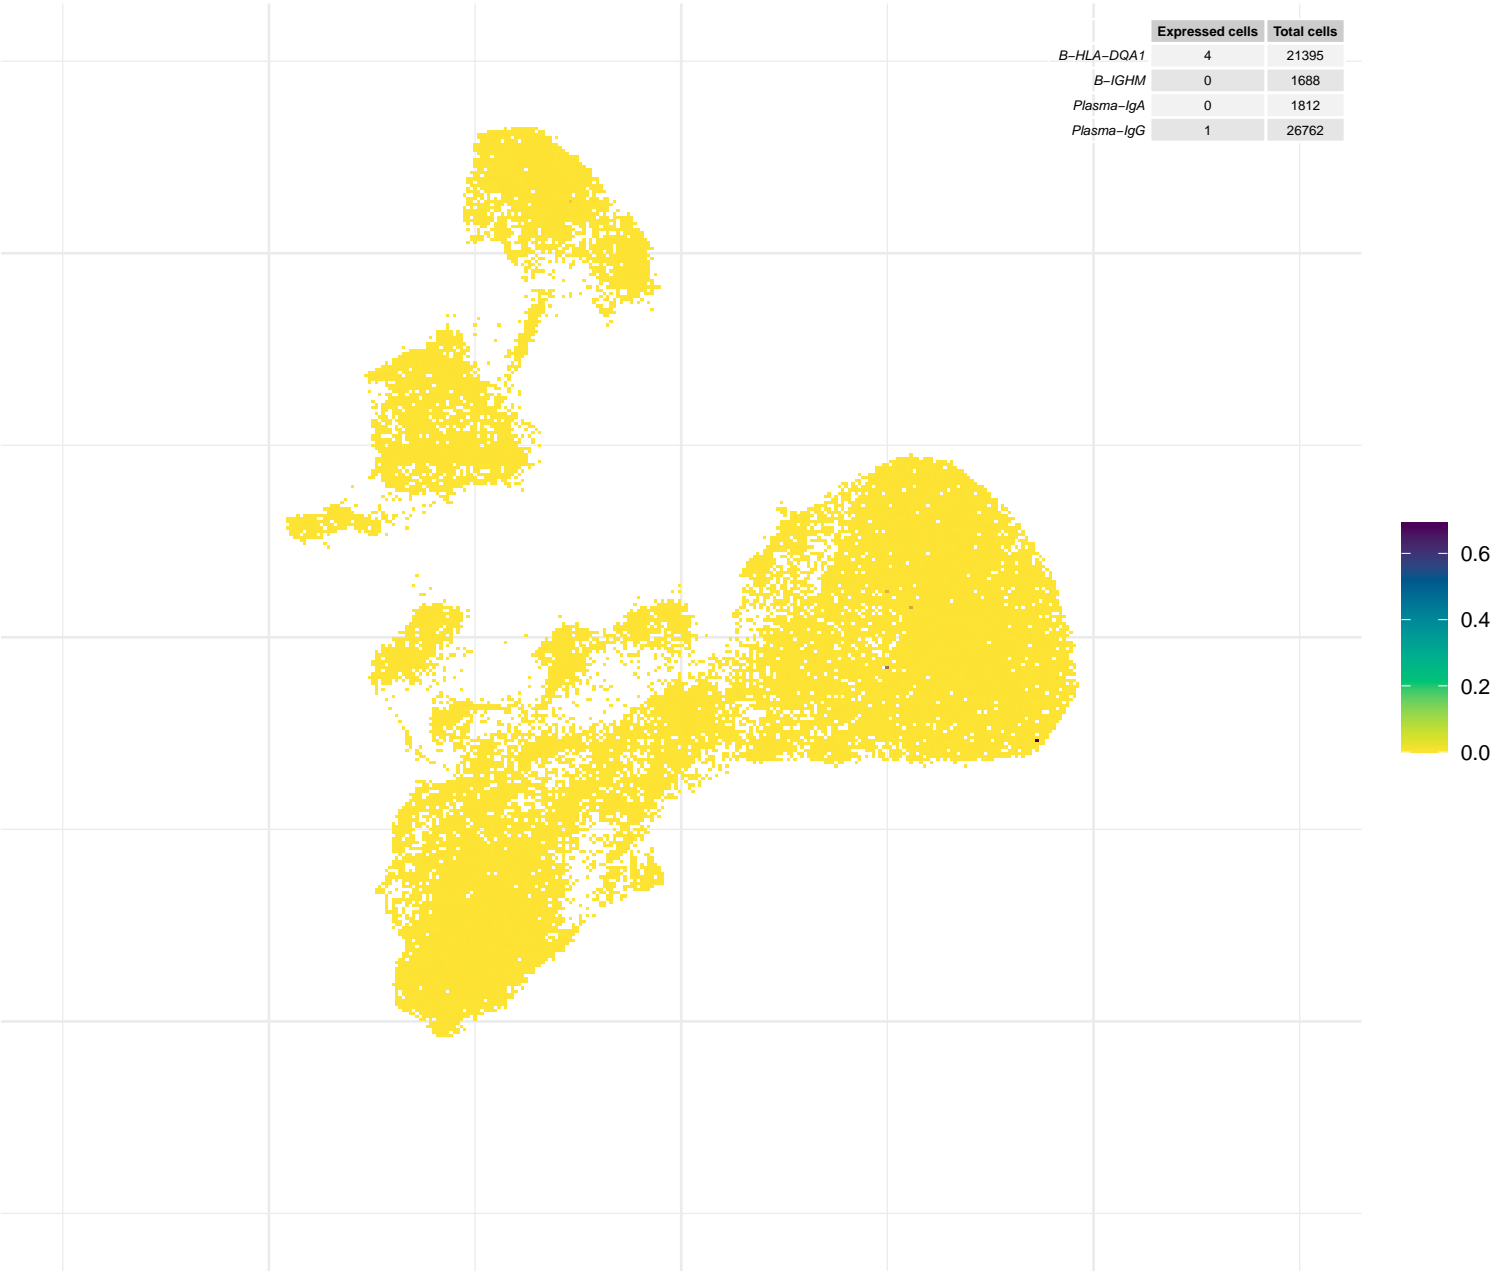 Expressed cells Total cells
B−HLA−DQA1 4 21395
B−IGHM 0 1688
Plasma−IgA 0 1812
Plasma−IgG 1 26762
0.6
0.4
0.2
0.0